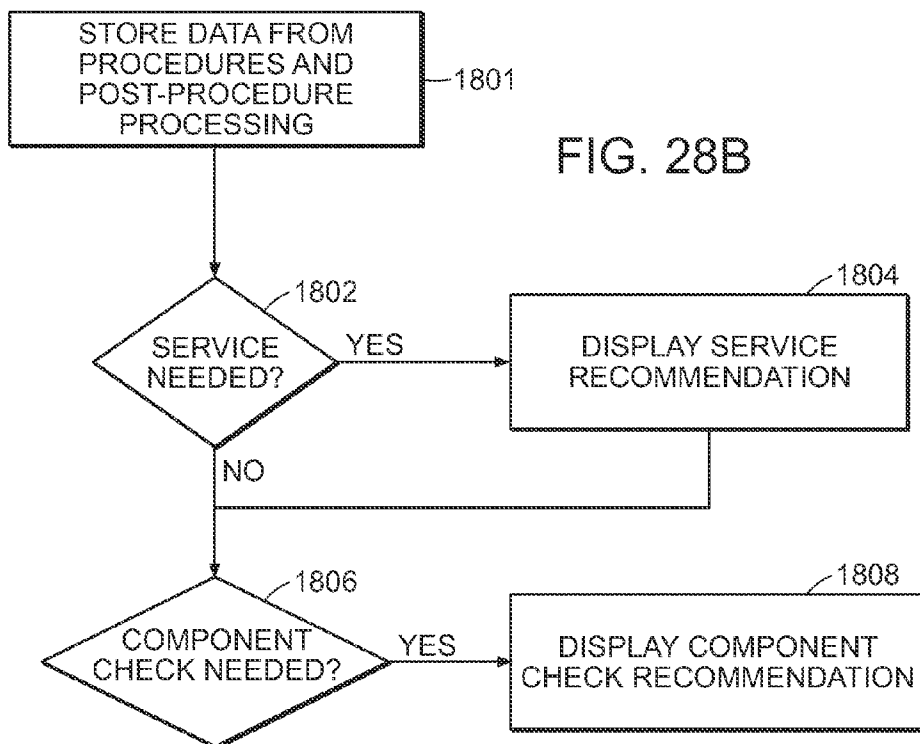 STORE DATA FROM
PROCEDURES AND
POST-PROCEDURE
PROCESSING
1801
FIG. 28B
1802
SERVICE
NEEDED?
YES
1804
DISPLAY SERVICE
RECOMMENDATION
NO
1806
COMPONENT
CHECK NEEDED?
YES
1808
DISPLAY COMPONENT
CHECK RECOMMENDATION